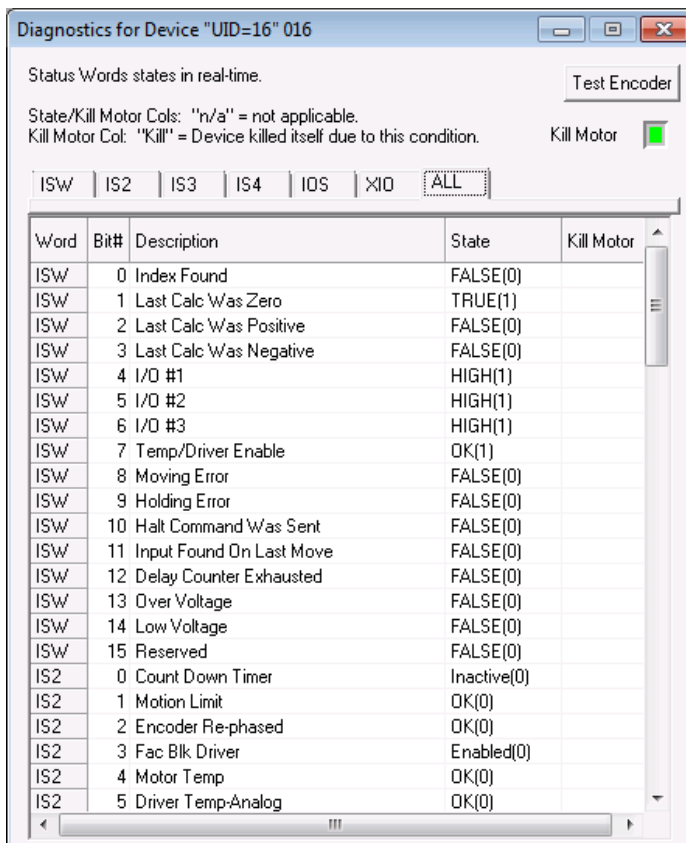 Diagnostics for Device "UID=16" 016
Status Words states in real-time.
Test Encoder
State/Kill Motor Cols: "n/a" = not applicable.
Kill Motor Col: "Kill" = Device killed itself due to this condition.
Kill Motor
ISW IS2 IS3 IS4 IOS XIO ALL
Word Bit# Description State Kill Motor
ISW 0 Index Found FALSE(0)
ISW 1 Last Calc Was Zero TRUE(1)
ISW 2 Last Calc Was Positive FALSE(0)
ISW 3 Last Calc Was Negative FALSE(0)
ISW 4 I/O #1 HIGH(1)
ISW 5 I/O #2 HIGH(1)
ISW 6 I/O #3 HIGH(1)
ISW 7 Temp/Driver Enable OK(1)
ISW 8 Moving Error FALSE(0)
ISW 9 Holding Error FALSE(0)
ISW 10 Halt Command Was Sent FALSE(0)
ISW 11 Input Found On Last Move FALSE(0)
ISW 12 Delay Counter Exhausted FALSE(0)
ISW 13 Over Voltage FALSE(0)
ISW 14 Low Voltage FALSE(0)
ISW 15 Reserved FALSE(0)
IS2 0 Count Down Timer Inactive(0)
IS2 1 Motion Limit OK(0)
IS2 2 Encoder Re-phased OK(0)
IS2 3 Fac Blk Driver Enabled(0)
IS2 4 Motor Temp OK(0)
IS2 5 Driver Temp-Analog OK(0)